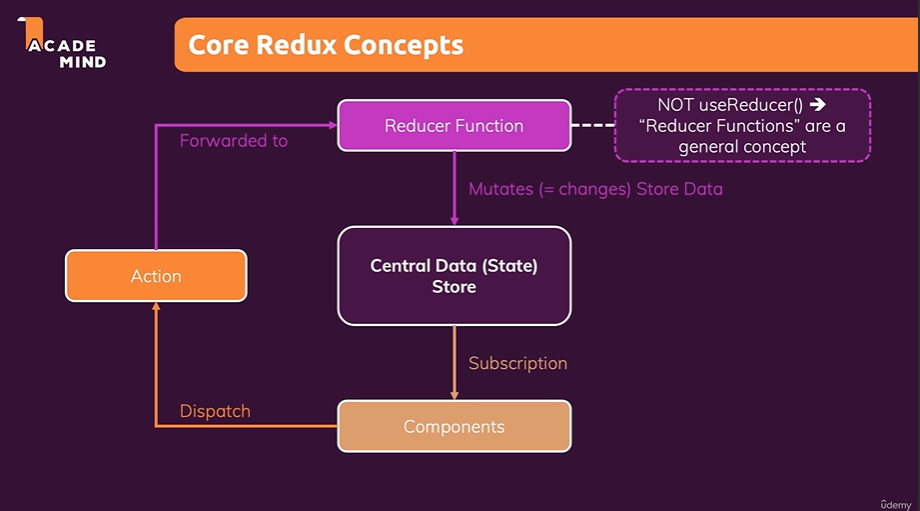 ACADE
MIND
Core Redux Concepts
Reducer Function
NOT useReducer() ➔
“Reducer Functions” are a
general concept
Forwarded to
Mutates (= changes) Store Data
Action
Central Data (State)
Store
Subscription
Dispatch
Components
udemy